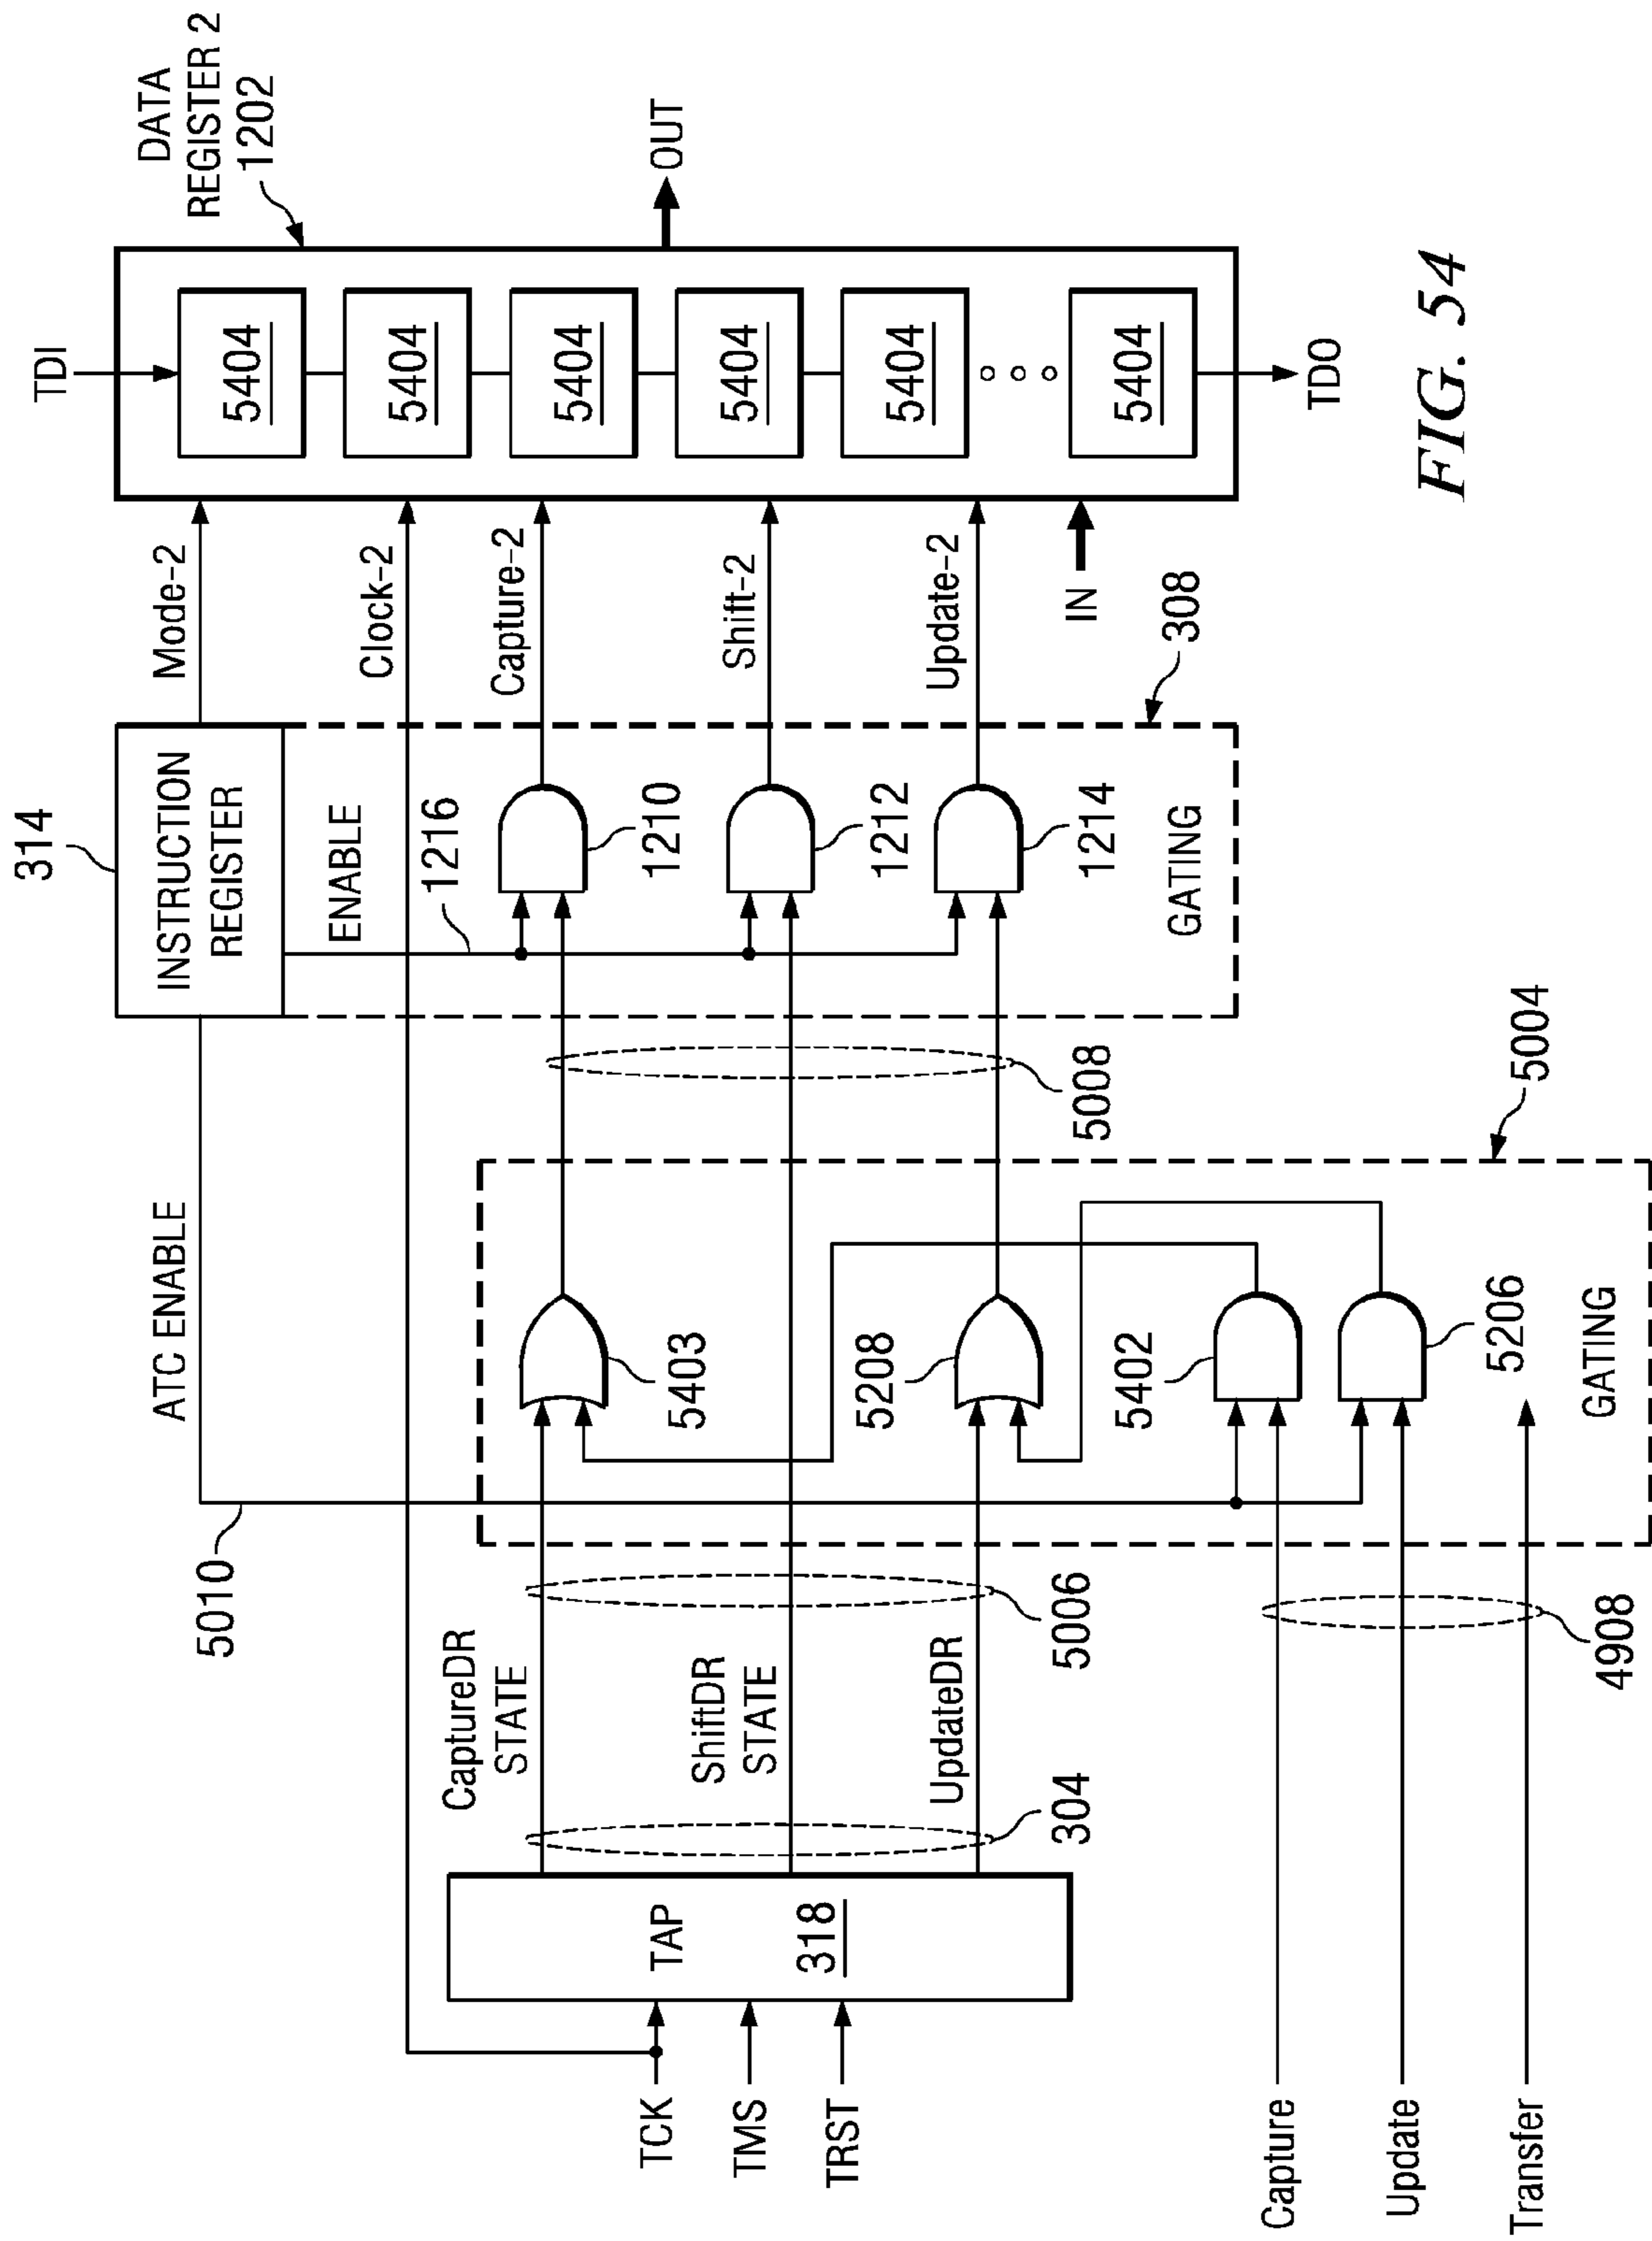 314
5010
ATC ENABLE
INSTRUCTION
REGISTER
Mode-2
TDI
DATA
REGISTER 2
1202
ENABLE
1216
Clock-2
CaptureDR
STATE
Capture-2
5403
1210
ShiftDR
STATE
Shift-2
1212
TCK
TMS
TRST
TAP
318
UpdateDR
304
5006
5208
5008
Update-2
1214
IN
OUT
5404
5404
5404
5404
5404
5404
TDO
GATING
308
5402
5206
Capture
Update
Transfer
4908
GATING
5004
FIG. 54